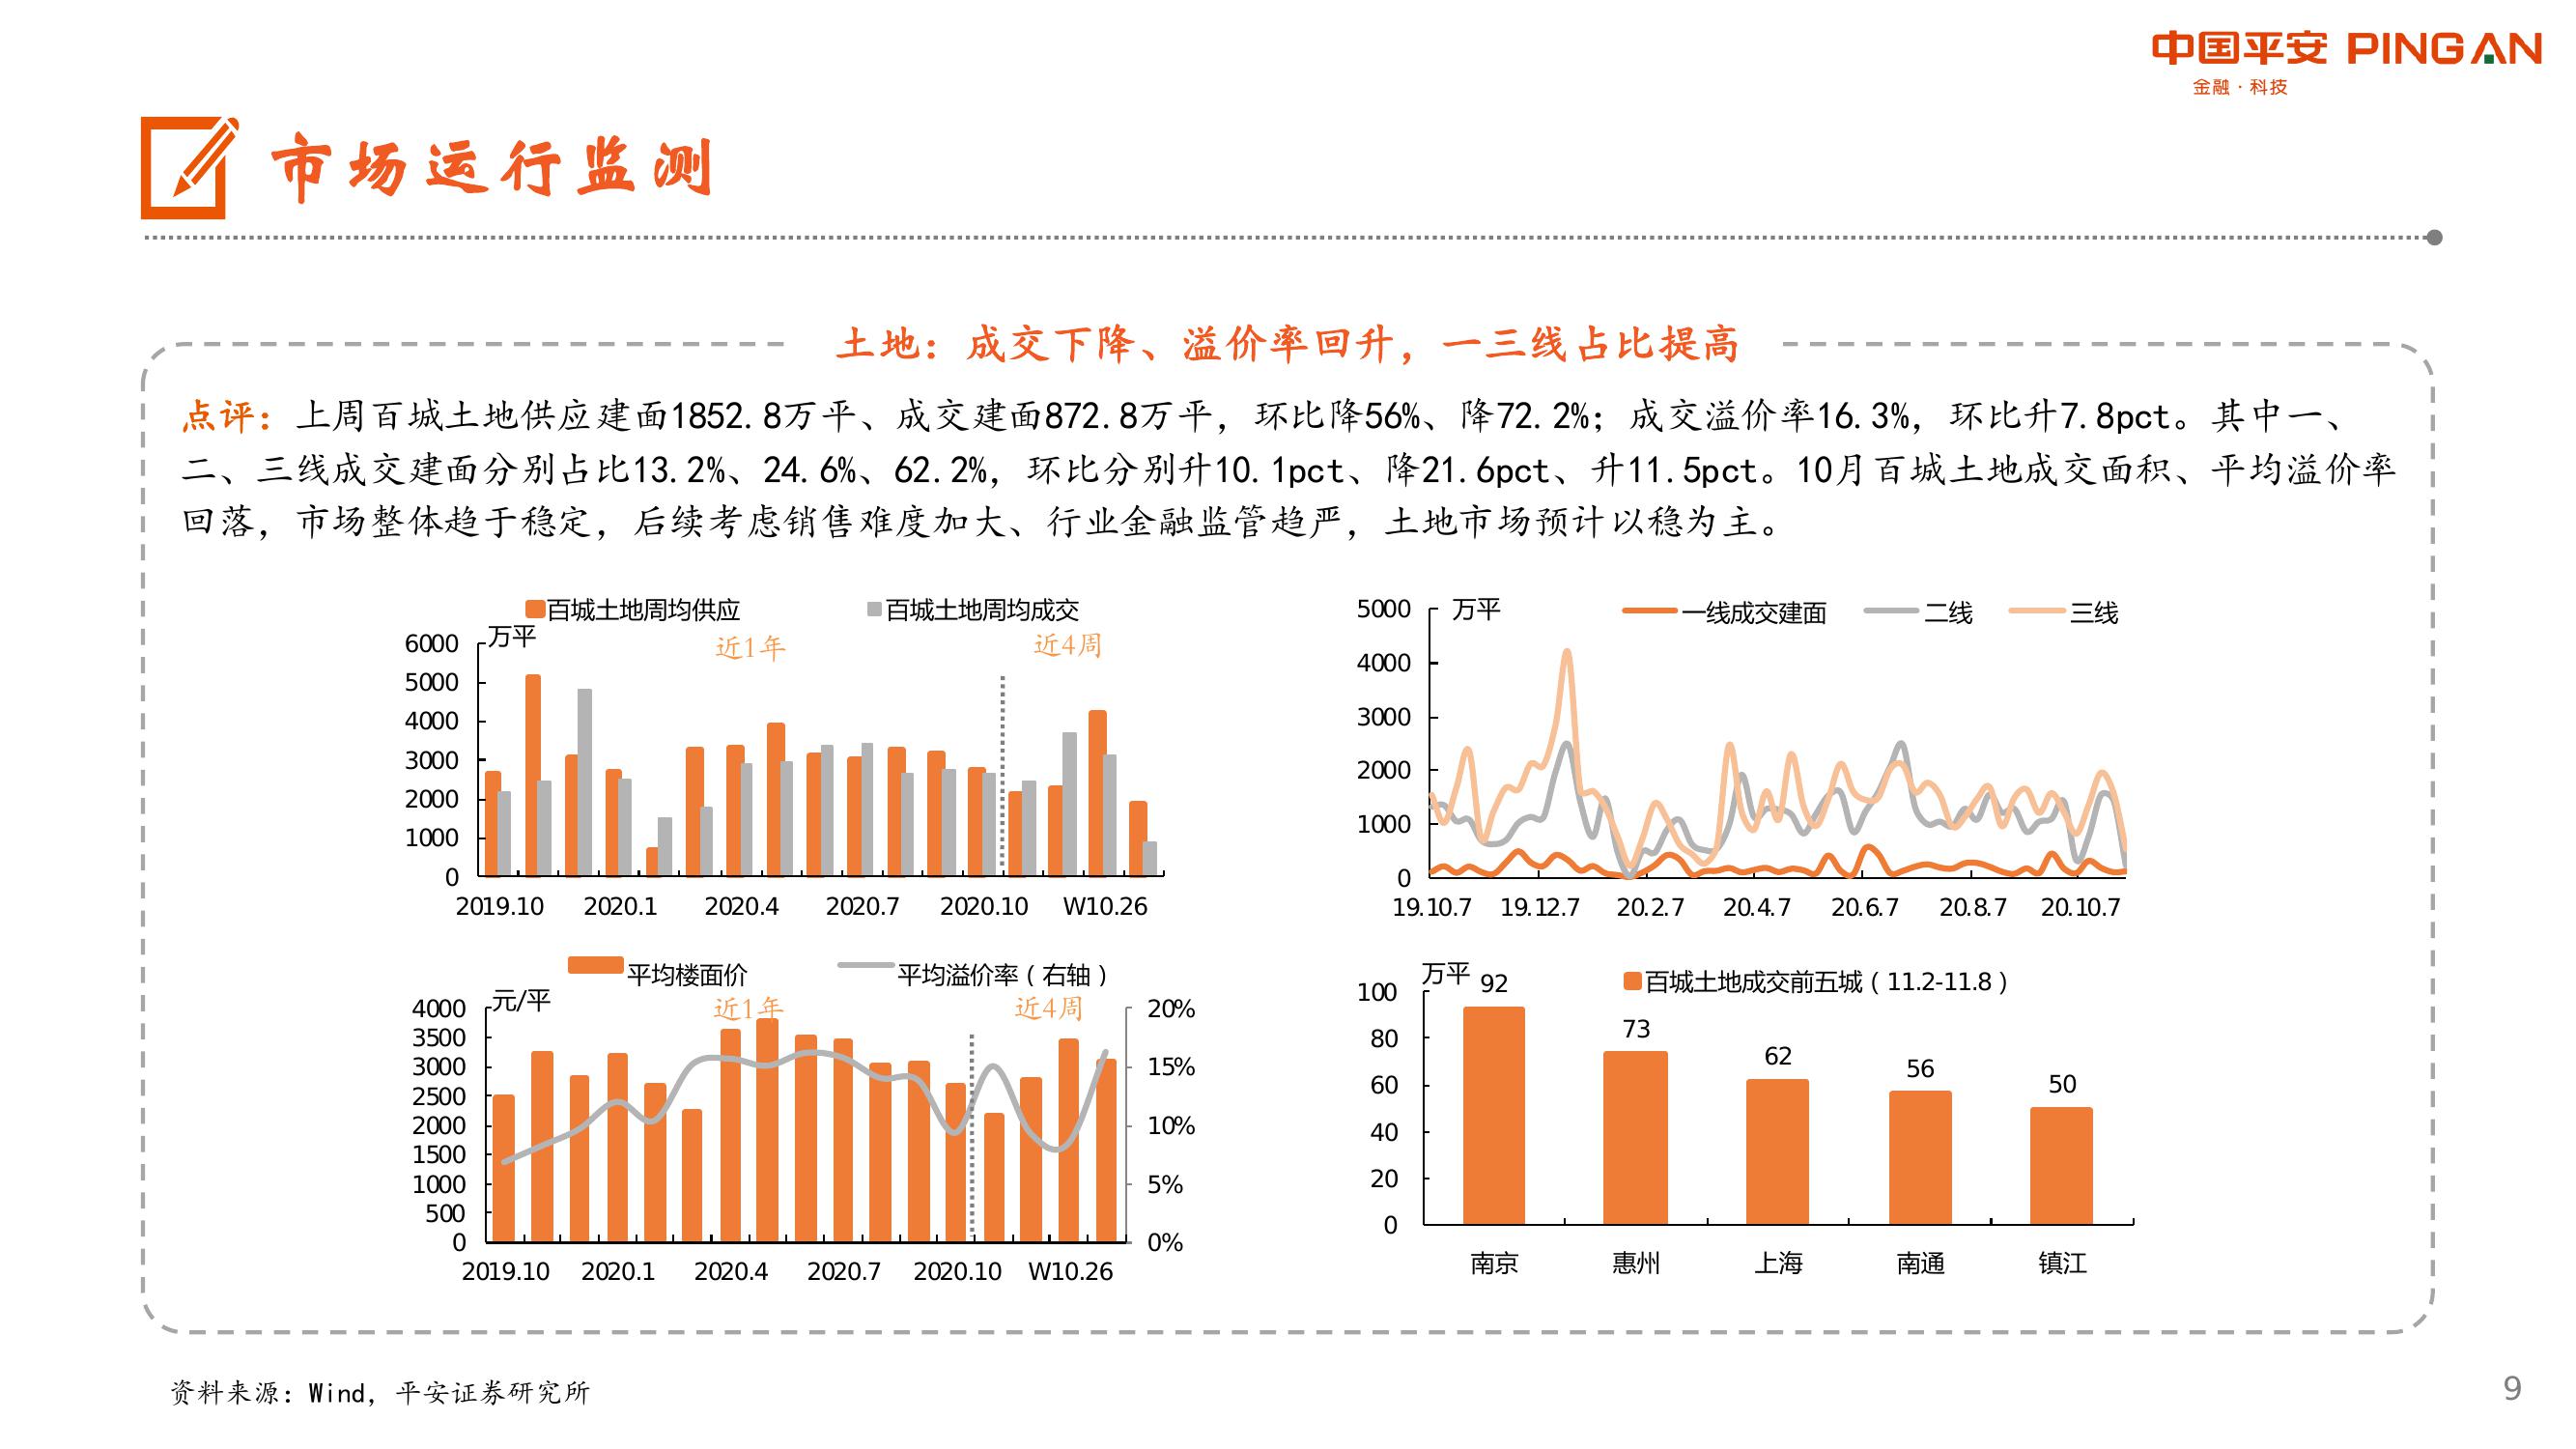 中国平安 PINGAN
金融·科技
市场运行监测
土地：成交下降、溢价率回升，一三线占比提高
点评：上周百城土地供应建面1852.8万平、成交建面872.8万平，环比降56%、降72.2%；成交溢价率16.3%，环比升7.8pct。其中一、
二、三线成交建面分别占比13.2%、24.6%、62.2%，环比分别升10.1pct、降21.6pct、升11.5pct。10月百城土地成交面积、平均溢价率
回落，市场整体趋于稳定，后续考虑销售难度加大、行业金融监管趋严，土地市场预计以稳为主。
百城土地周均供应 百城土地周均成交
万平
近1年 近4周
6000
5000
4000
3000
2000
1000
0
2019.10 2020.1 2020.4 2020.7 2020.10 W10.26
万平
一线成交建面 二线 三线
5000
4000
3000
2000
1000
0
19.10.7 19.12.7 20.2.7 20.4.7 20.6.7 20.8.7 20.10.7
平均楼面价 平均溢价率（右轴）
元/平
近1年 近4周
4000
3500
3000
2500
2000
1500
1000
500
0
20%
15%
10%
5%
0%
2019.10 2020.1 2020.4 2020.7 2020.10 W10.26
万平
百城土地成交前五城（11.2-11.8）
100
80
60
40
20
0
92
73
62
56
50
南京 惠州 上海 南通 镇江
资料来源：Wind，平安证券研究所
9